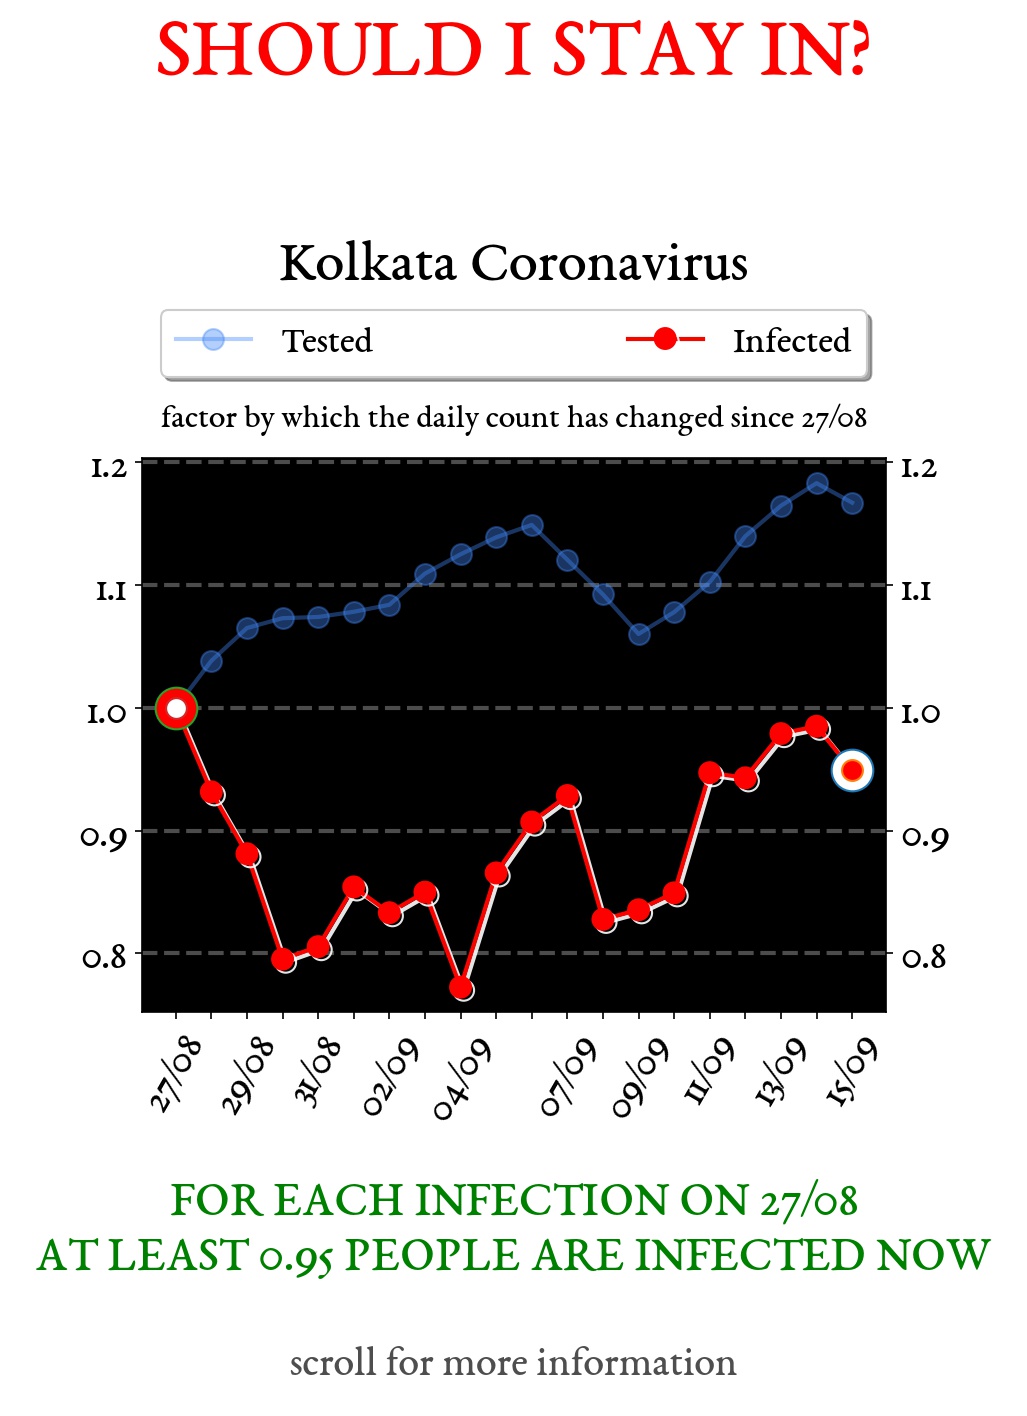 SHOULD I STAY IN?
Kolkata Coronavirus
Tested Infected
factor by which the daily count has changed since 27/08
1.2 1.2
1.1 1.1
1.0 1.0
0.9 0.9
0.8 0.8
27/08 29/08 31/08 02/09 04/09 07/09 09/09 11/09 13/09 15/09
FOR EACH INFECTION ON 27/08
AT LEAST 0.95 PEOPLE ARE INFECTED NOW
scroll for more information